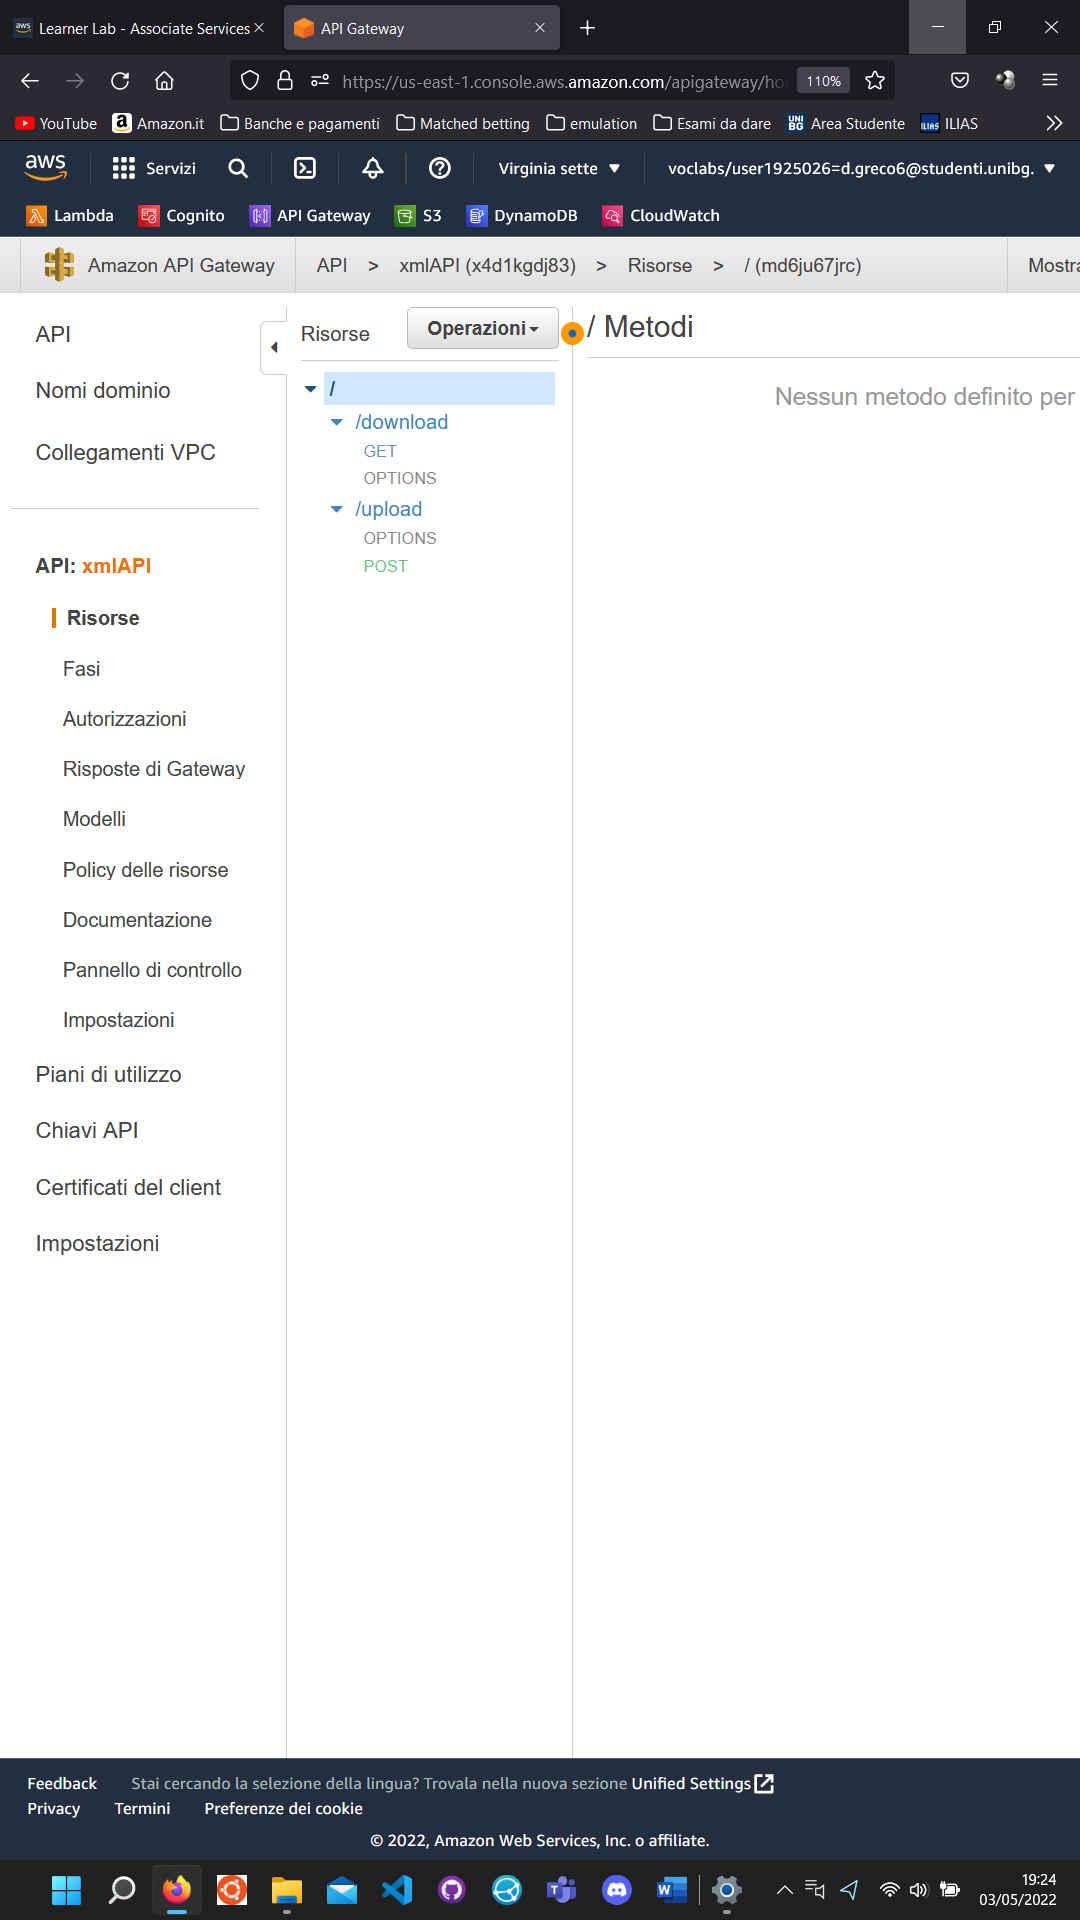 Learner Lab - Associate Services
API Gateway
https://us-east-1.console.aws.amazon.com/apigateway/ho
110%
YouTube
Amazon.it
Banche e pagamenti
Matched betting
emulation
Esami da dare
UNI BG
Area Studente
ILIAS
aws
Servizi
Virginia sette
voclabs/user1925026=d.greco6@studenti.unibg.
Lambda
Cognito
API Gateway
S3
DynamoDB
CloudWatch
Amazon API Gateway
API > xmlAPI (x4d1kgdj83) > Risorse > / (md6ju67jrc)
Mostra
API
Nomi dominio
Collegamenti VPC
API: xmlAPI
Risorse
Fasi
Autorizzazioni
Risposte di Gateway
Modelli
Policy delle risorse
Documentazione
Pannello di controllo
Impostazioni
Piani di utilizzo
Chiavi API
Certificati del client
Impostazioni
Risorse
Operazioni
/
/download
GET
OPTIONS
/upload
OPTIONS
POST
/ Metodi
Nessun metodo definito per
Feedback
Stai cercando la selezione della lingua? Trovala nella nuova sezione Unified Settings
Privacy
Termini
Preferenze dei cookie
© 2022, Amazon Web Services, Inc. o affiliate.
19:24
03/05/2022